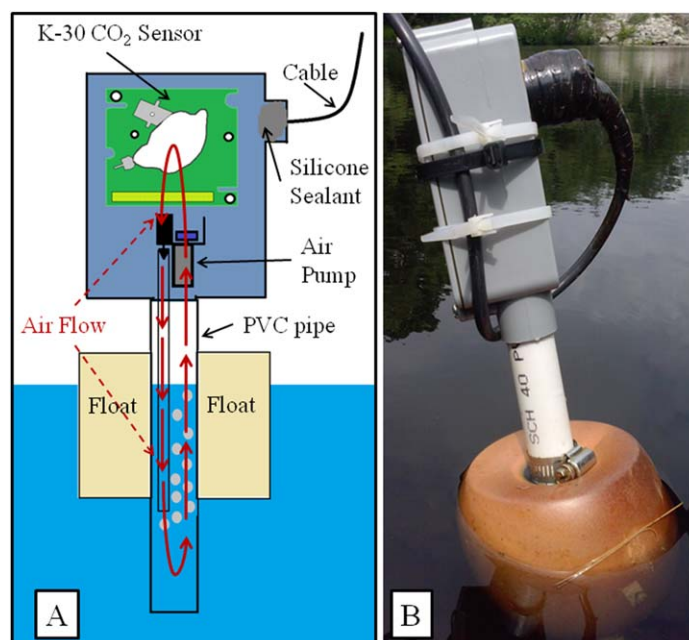 K-30 CO₂ Sensor
Cable
Silicone
Sealant
Air
Pump
Air Flow
PVC pipe
Float
Float
A
SCH 40 P
B